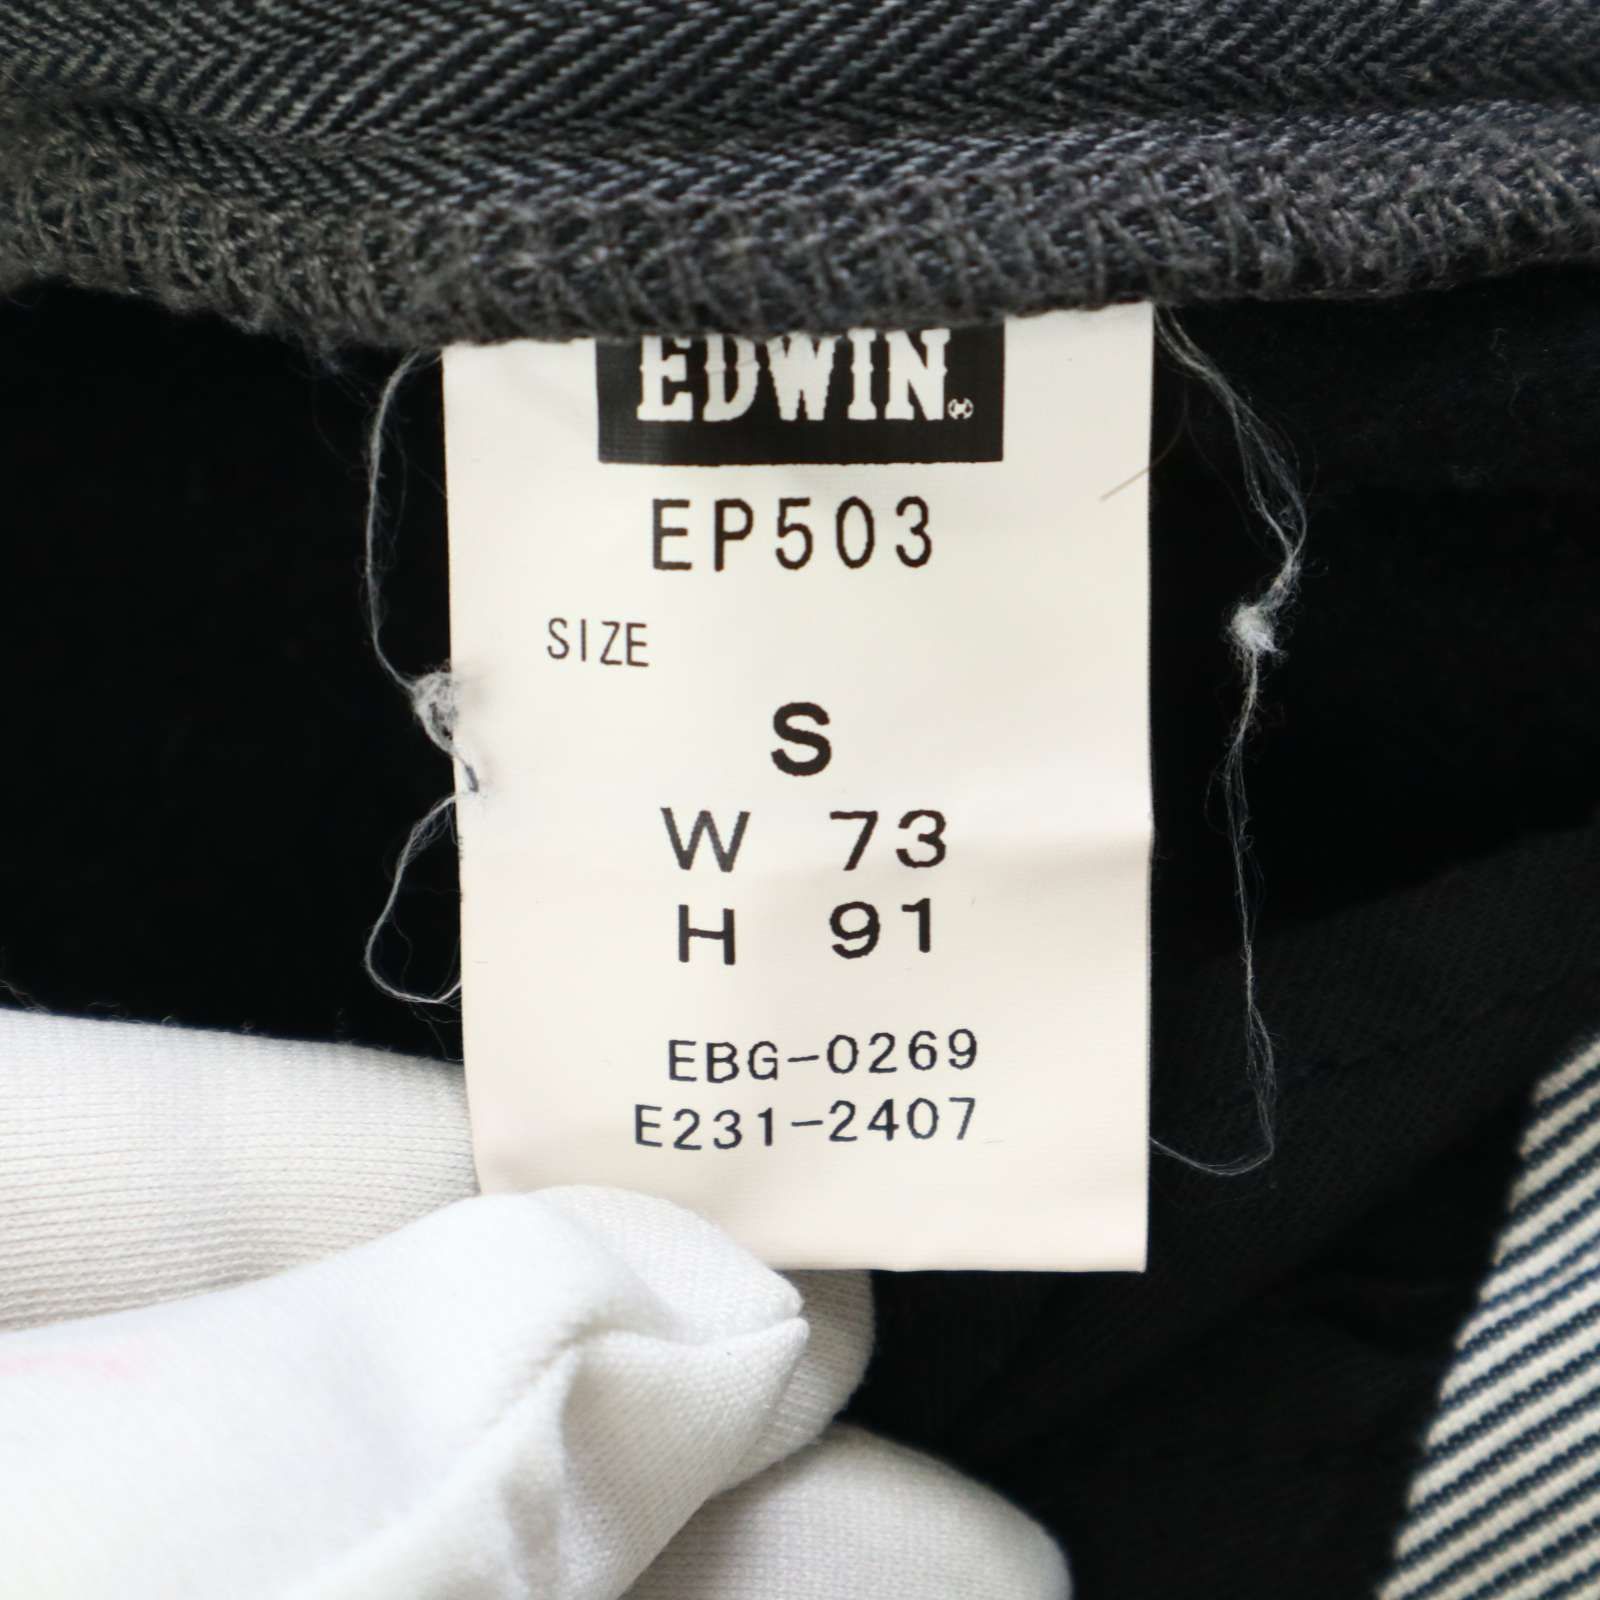 EDWIN
EP503
SIZE
S
W 73
H 91
EBG-0269
E231-2407